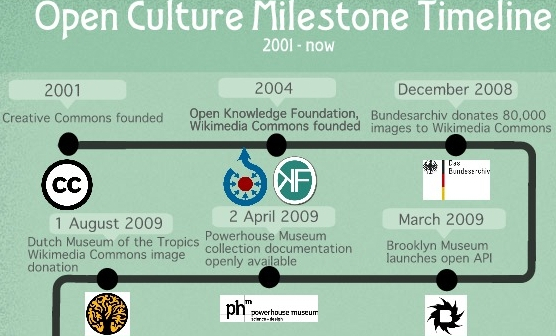 Open Culture Milestone Timeline
2001 - now
2001
Creative Commons founded
2004
Open Knowledge Foundation,
Wikimedia Commons founded
December 2008
Bundesarchiv donates 80,000
images to Wikimedia Commons
cc
KF
Das
Bundesarchiv
March 2009
Brooklyn Museum
launches open API
2 April 2009
Powerhouse Museum
collection documentation
openly available
phm powerhouse museum
science + design
1 August 2009
Dutch Museum of the Tropics
Wikimedia Commons image
donation